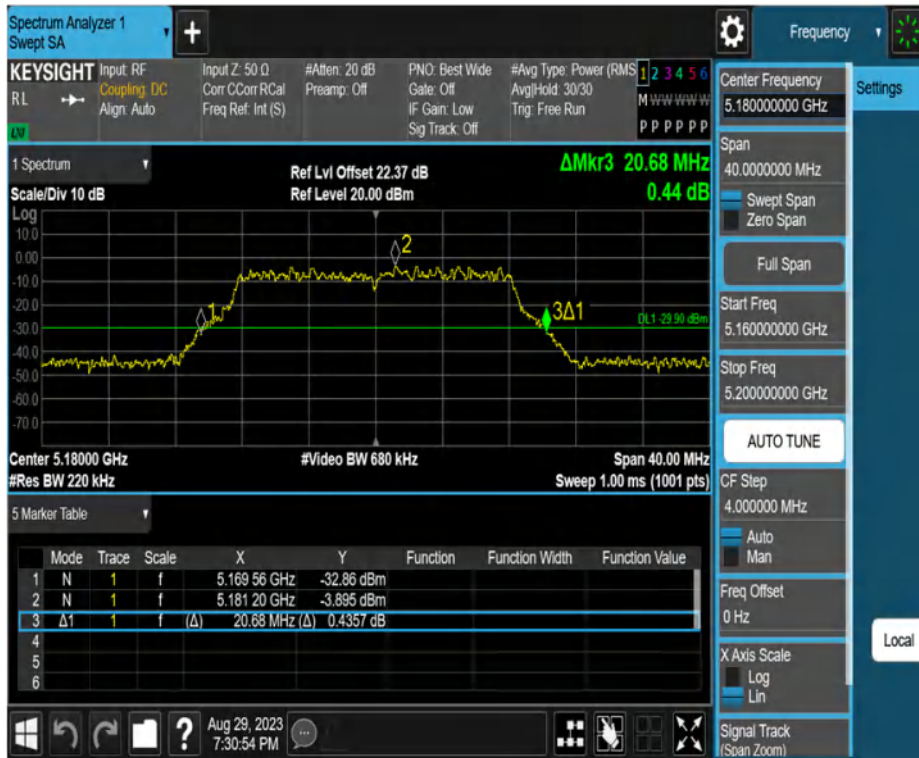 Spectrum Analyzer 1
Swept SA
+
Frequency
KEYSIGHT
RL
LXI
Input: RF
Coupling: DC
Align: Auto
Input Z: 50 Ω
Corr CCorr RCal
Freq Ref: Int (S)
#Atten: 20 dB
Preamp: Off
PNO: Best Wide
Gate: Off
IF Gain: Low
Sig Track: Off
#Avg Type: Power (RMS
Avg|Hold: 30/30
Trig: Free Run
1 2 3 4 5 6
M W W W W W
P P P P P P
1 Spectrum
Scale/Div 10 dB
Ref Lvl Offset 22.37 dB
Ref Level 20.00 dBm
ΔMkr3 20.68 MHz
0.44 dB
Log
10.0
0.00
-10.0
-20.0
-30.0
-40.0
-50.0
-60.0
-70.0
1
2
3Δ1
DL1 -29.90 dBm
Center 5.18000 GHz
#Video BW 680 kHz
Span 40.00 MHz
#Res BW 220 kHz
Sweep 1.00 ms (1001 pts)
5 Marker Table
Mode Trace Scale X Y Function Function Width Function Value
1 N 1 f 5.169 56 GHz -32.86 dBm
2 N 1 f 5.181 20 GHz -3.895 dBm
3 Δ1 1 f (Δ) 20.68 MHz (Δ) 0.4357 dB
4
5
6
?
Aug 29, 2023
7:30:54 PM
Center Frequency
5.180000000 GHz
Span
40.0000000 MHz
Swept Span
Zero Span
Full Span
Start Freq
5.160000000 GHz
Stop Freq
5.200000000 GHz
AUTO TUNE
CF Step
4.000000 MHz
Auto
Man
Freq Offset
0 Hz
X Axis Scale
Log
Lin
Signal Track
(Span Zoom)
Settings
Local